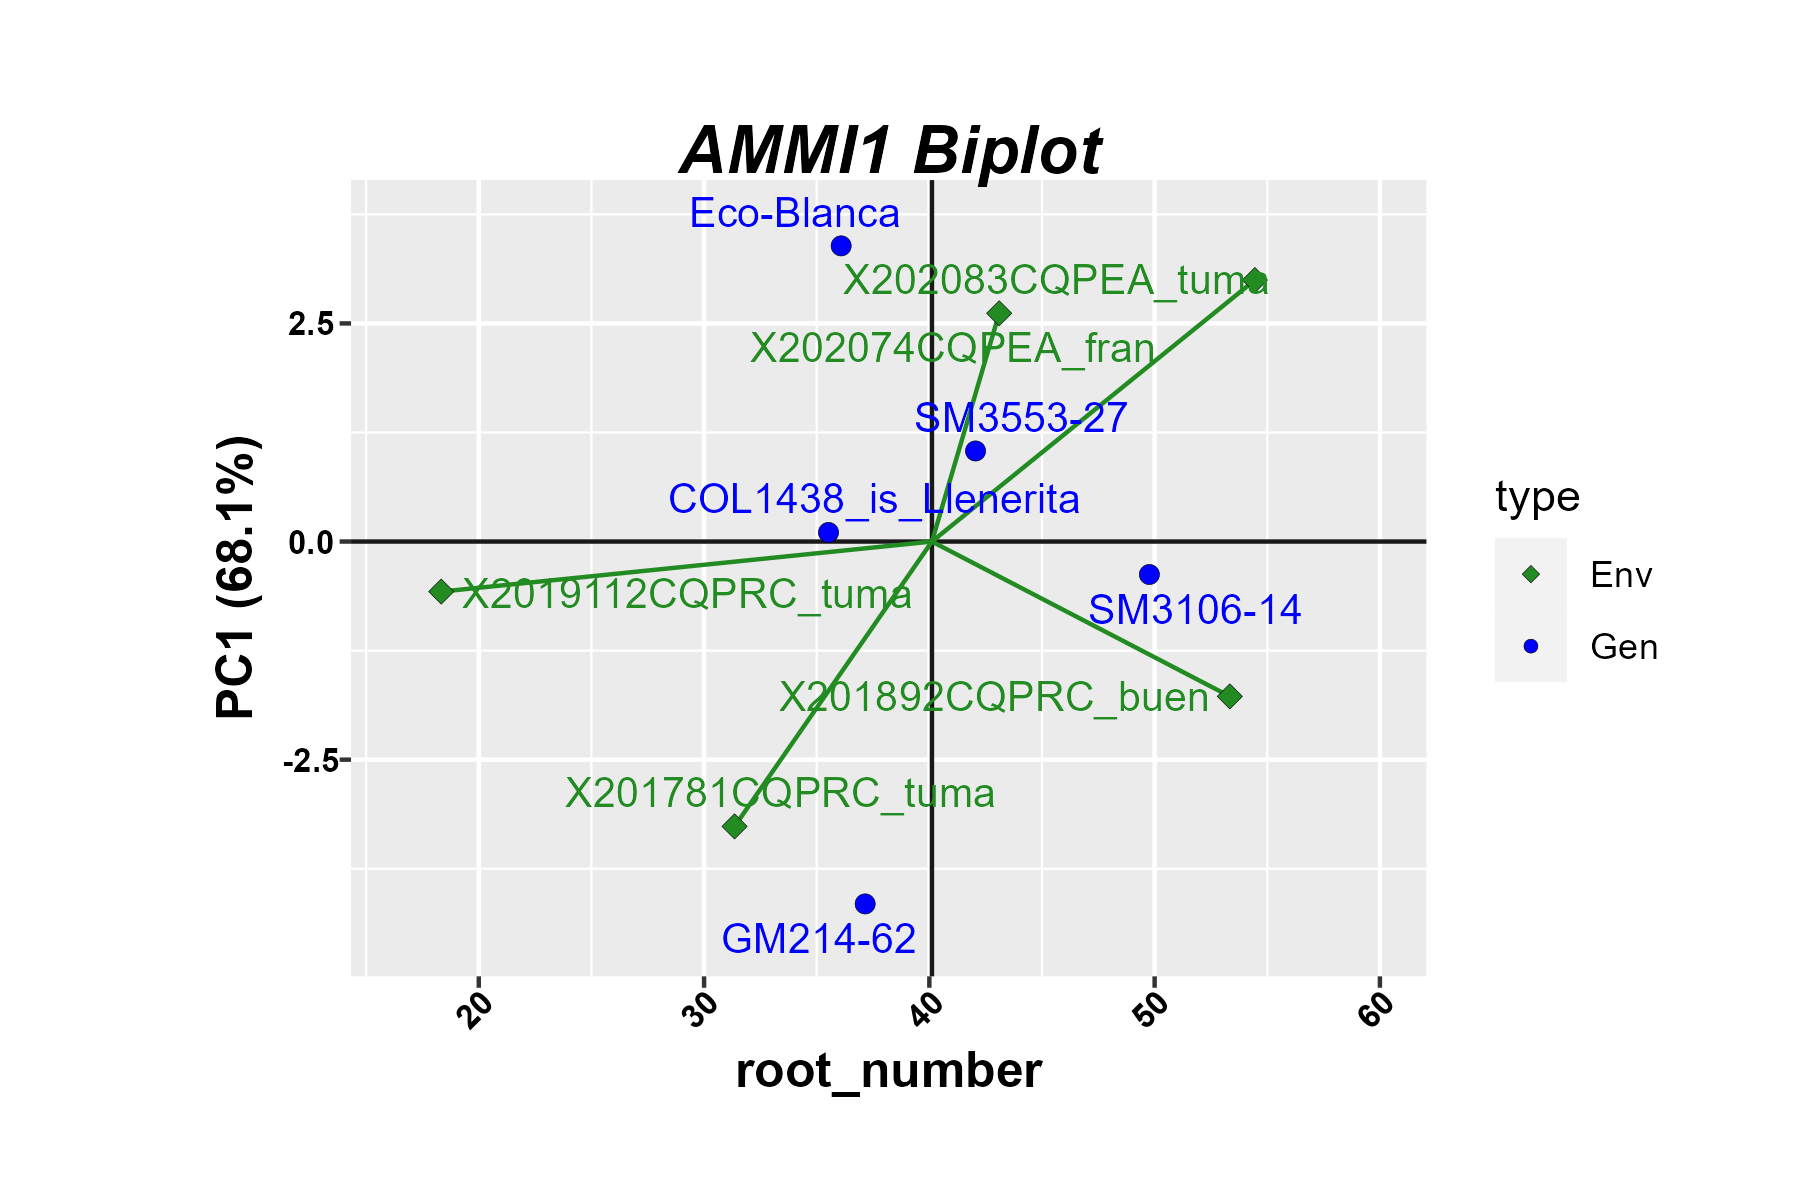 AMMI1 Biplot
Eco-Blanca
X202083CQPEA_tuma
2.5
X202074CQPEA_fran
SM3553-27
COL1438_is_Llenerita
type
0.0
Env
X2019112CQPRC_tuma
SM3106-14
Gen
PC1 (68.1%)
X201892CQPRC_buen
-2.5
X201781CQPRC_tuma
GM214-62
20 30 40 50 60
root_number